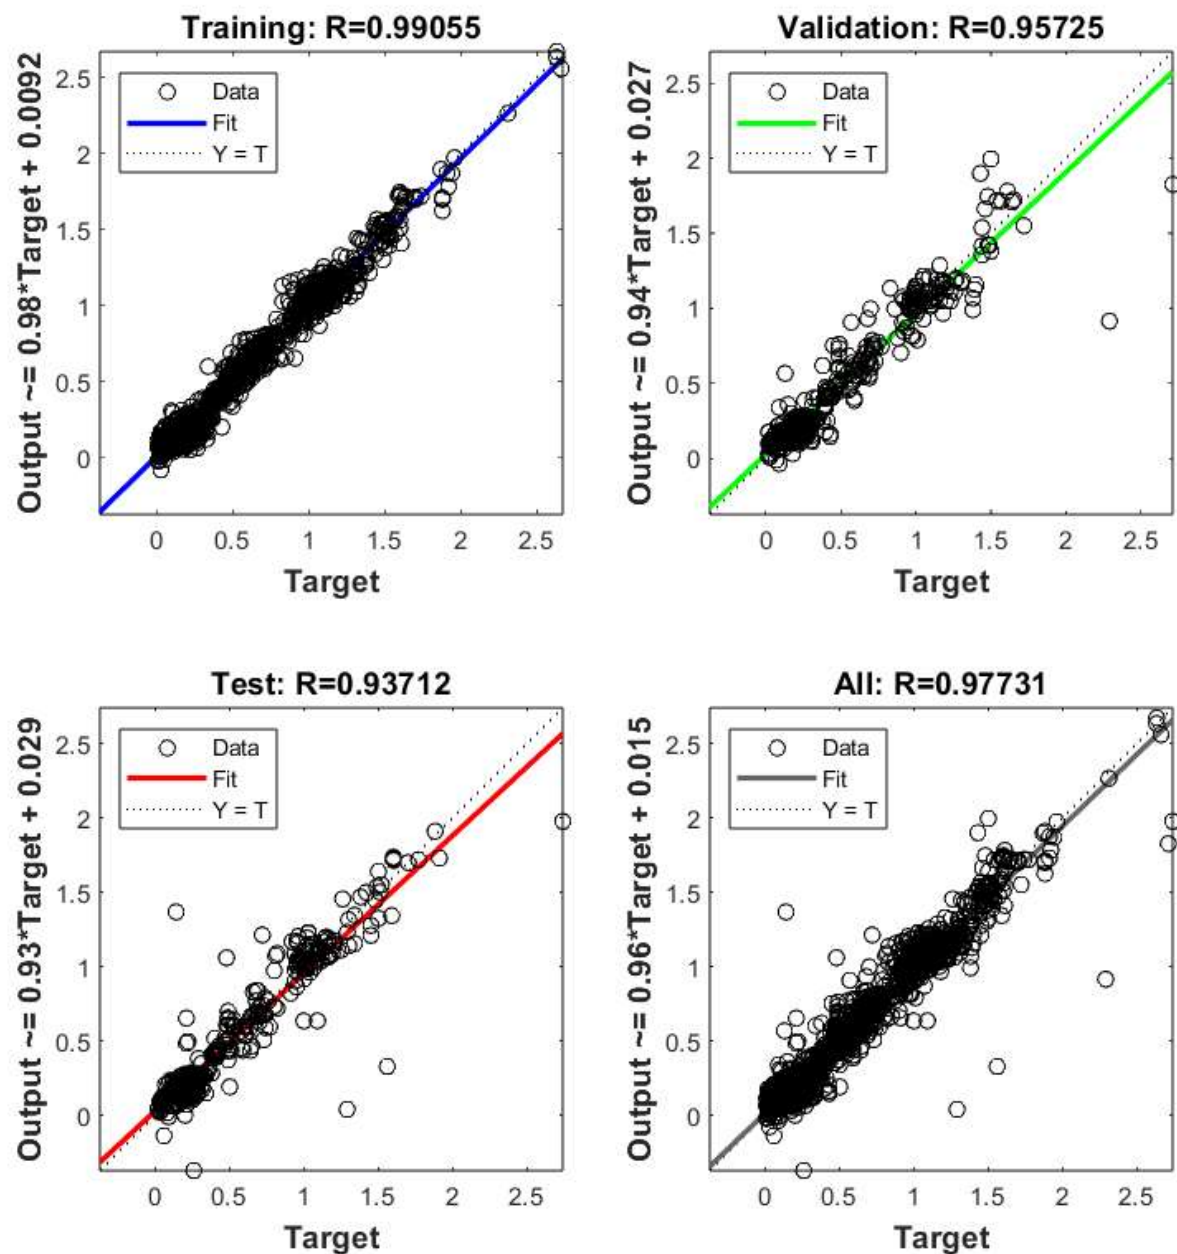 Training: R=0.99055
Output ~= 0.98*Target + 0.0092
Data
Fit
Y = T
2.5
2
1.5
1
0.5
0
0
0.5
1
1.5
2
2.5
Target
Validation: R=0.95725
Output ~= 0.94*Target + 0.027
Data
Fit
Y = T
2.5
2
1.5
1
0.5
0
0
0.5
1
1.5
2
2.5
Target
Test: R=0.93712
Output ~= 0.93*Target + 0.029
Data
Fit
Y = T
2.5
2
1.5
1
0.5
0
0
0.5
1
1.5
2
2.5
Target
All: R=0.97731
Output ~= 0.96*Target + 0.015
Data
Fit
Y = T
2.5
2
1.5
1
0.5
0
0
0.5
1
1.5
2
2.5
Target